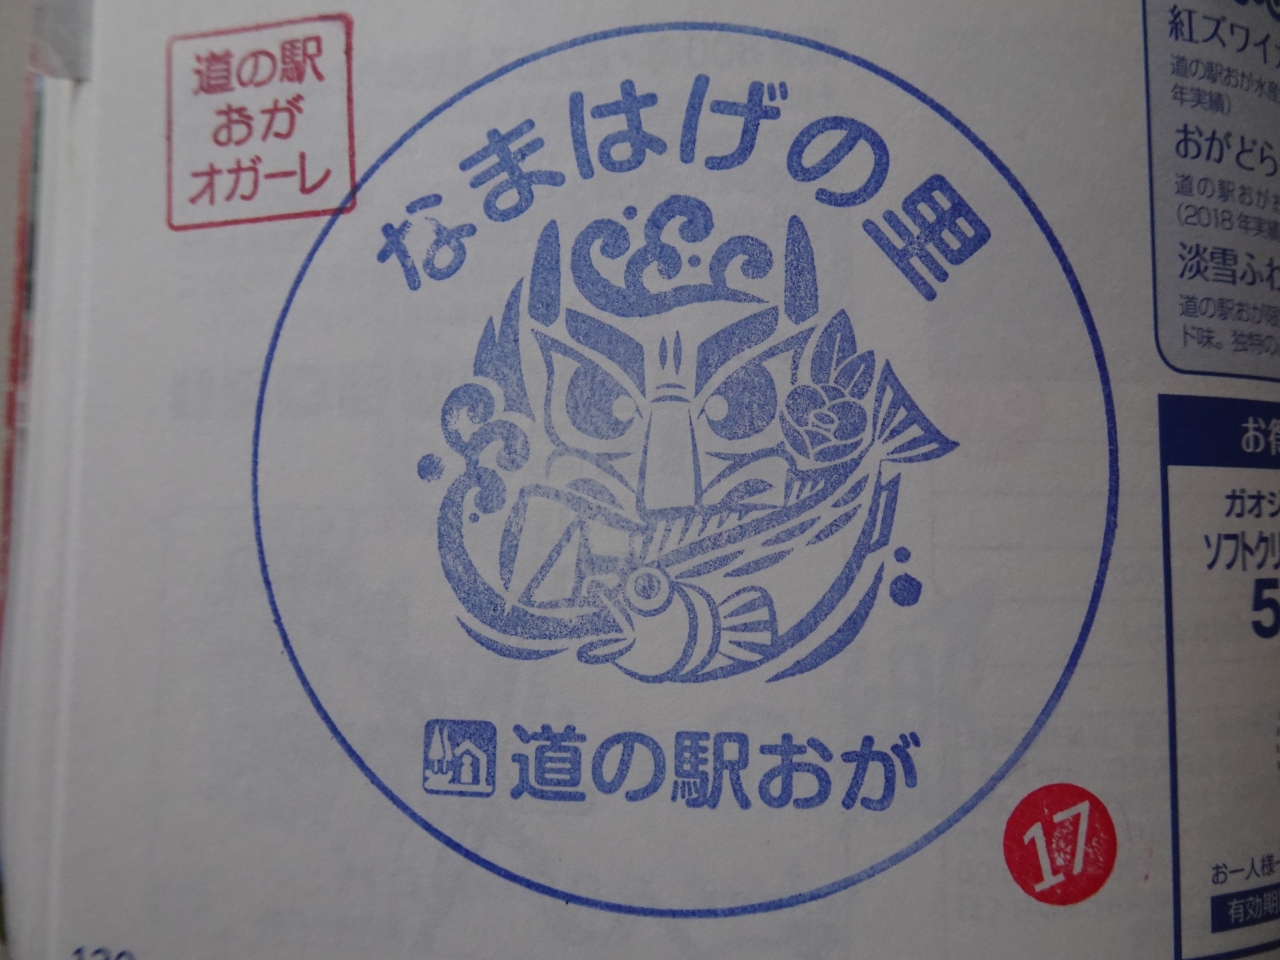 道の駅
おが
オガーレ
なまはげの里
道の駅おが
17
紅ズワイ
道の駅おが水産
年実績)
おがどら
道の駅おが
(2018年実績
淡雪ふわ
道の駅おが
ド味。独特の
お得
ガオ
ソフトクリ
5
お一人様
有効期